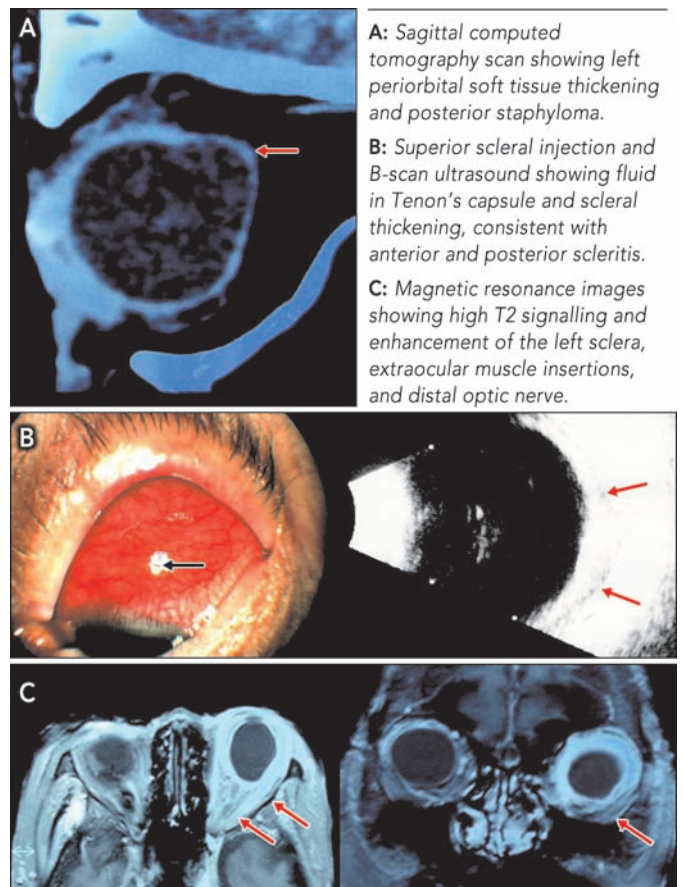 A
A: Sagittal computed
tomography scan showing left
periorbital soft tissue thickening
and posterior staphyloma.
B: Superior scleral injection and
B-scan ultrasound showing fluid
in Tenon's capsule and scleral
thickening, consistent with
anterior and posterior scleritis.
C: Magnetic resonance images
showing high T2 signalling and
enhancement of the left sclera,
extraocular muscle insertions,
and distal optic nerve.
B
C